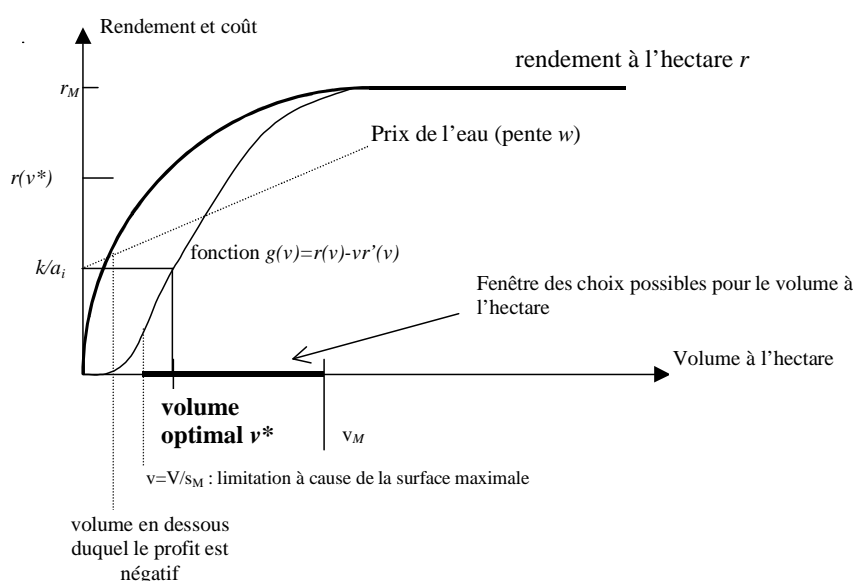 Rendement et coût
rendement à l'hectare r
r_M
Prix de l'eau (pente w)
r(v*)
fonction g(v)=r(v)-vr'(v)
k/a_i
Fenêtre des choix possibles pour le volume à
l'hectare
Volume à l'hectare
volume
optimal v*
v_M
v=V/s_M : limitation à cause de la surface maximale
volume en dessous
duquel le profit est
négatif